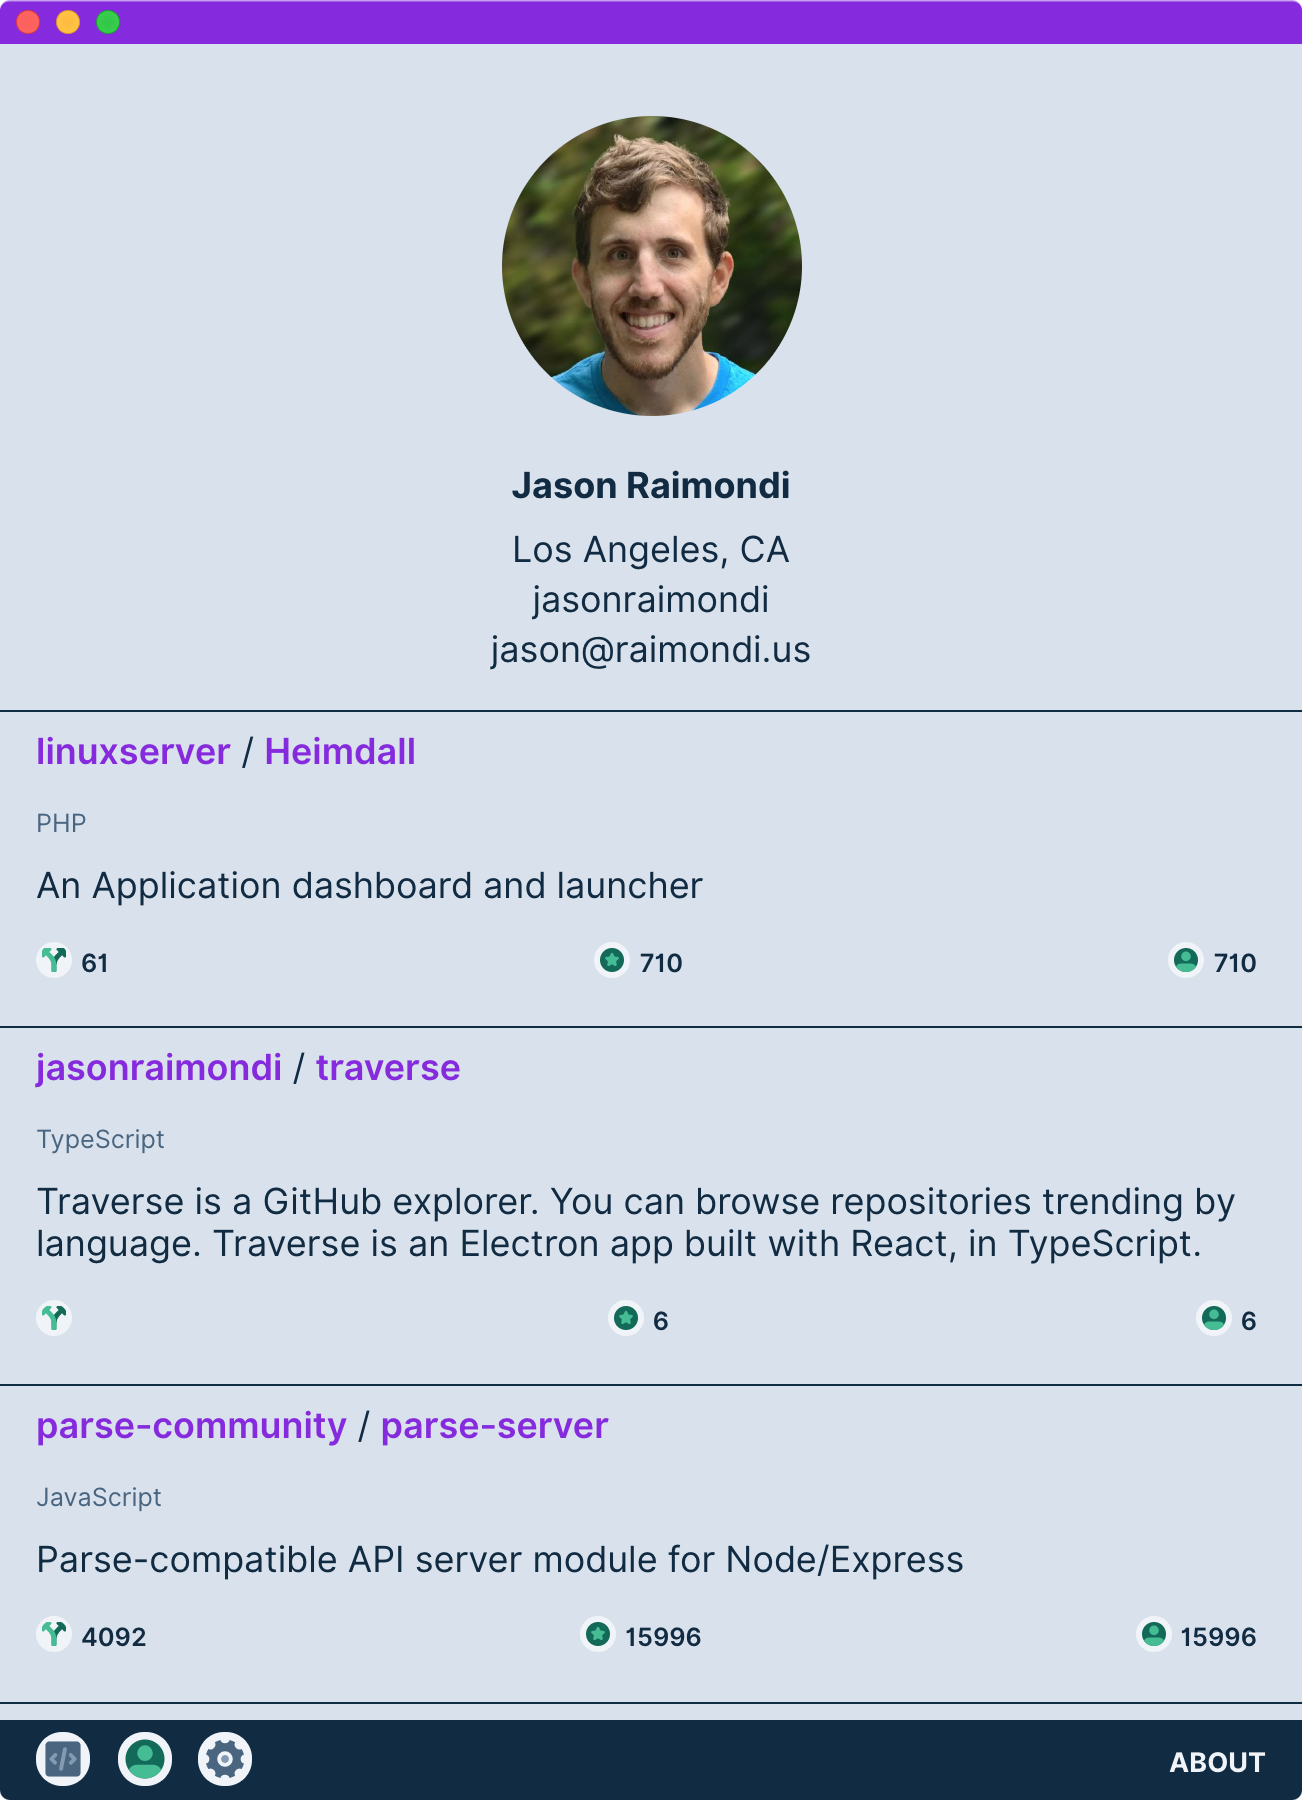 Jason Raimondi
Los Angeles, CA
jasonraimondi
jason@raimondi.us
linuxserver / Heimdall
PHP
An Application dashboard and launcher
61 710 710
jasonraimondi / traverse
TypeScript
Traverse is a GitHub explorer. You can browse repositories trending by
language. Traverse is an Electron app built with React, in TypeScript.
6 6
parse-community / parse-server
JavaScript
Parse-compatible API server module for Node/Express
4092 15996 15996
ABOUT